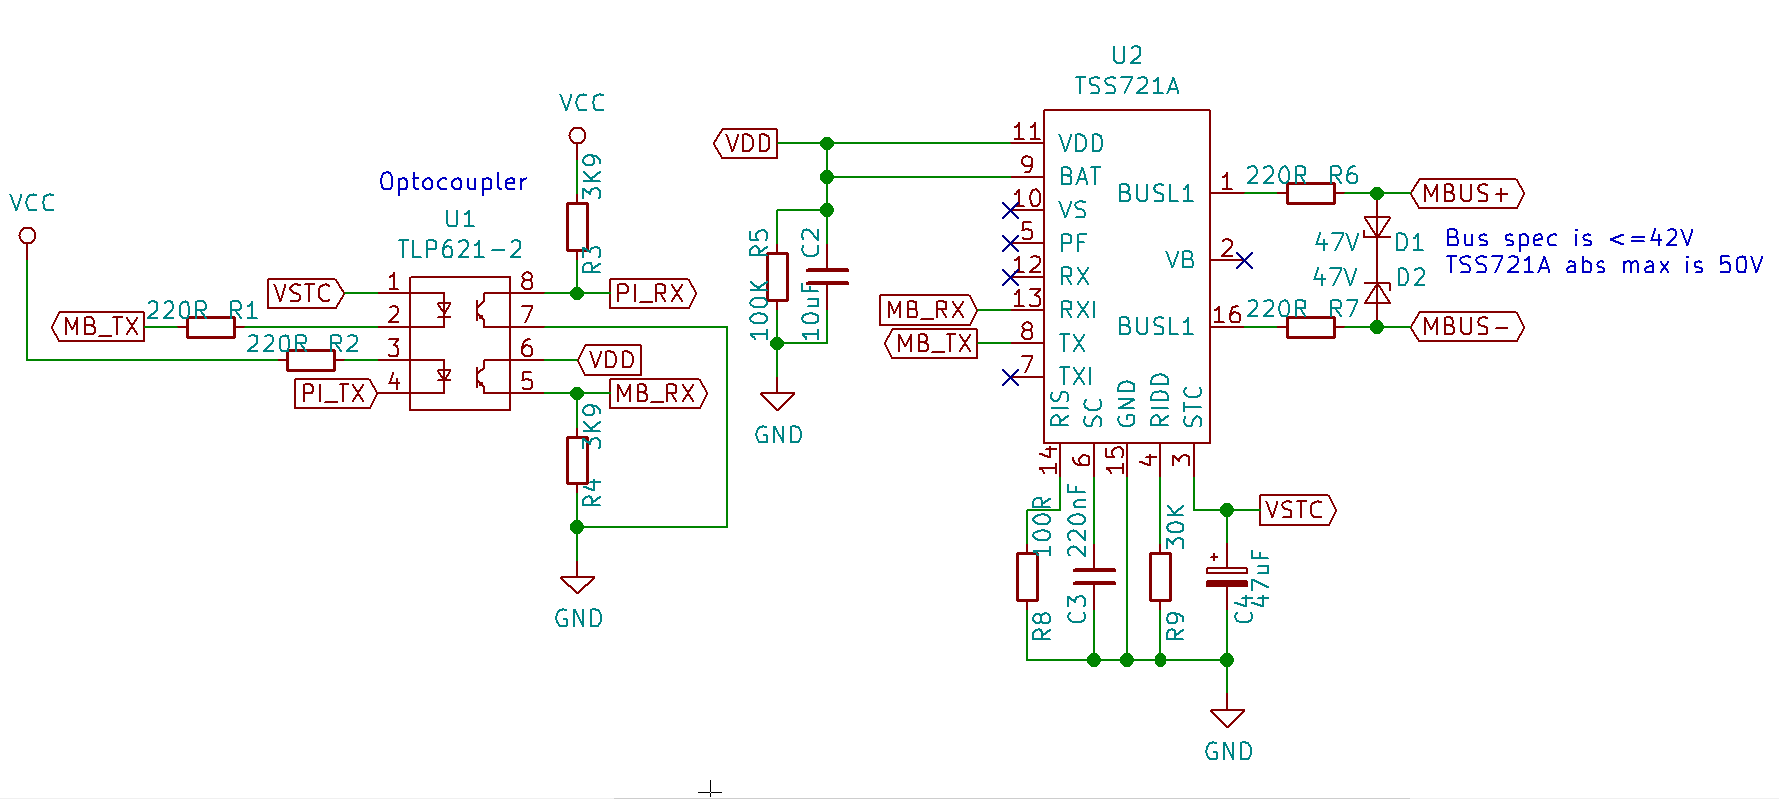 VCC
MB_TX
220R R1
220R R2
VSTC
PI_TX
Optocoupler
U1
TLP621-2
1
2
3
4
8
7
6
5
VCC
3K9
R3
PI_RX
VDD
MB_RX
3K9
R4
GND
VDD
R5
100K
C2
10uF
GND
MB_RX
MB_TX
U2
TSS721A
11 VDD
9 BAT
10 VS
5 PF
12 RX
13 RXI
8 TX
7 TXI
BUSL1 1
VB 2
BUSL1 16
RIS
SC
GND
RIDD
STC
14
6
15
4
3
220R R6
MBUS+
47V D1
47V D2
220R R7
MBUS-
Bus spec is <=42V
TSS721A abs max is 50V
100R
R8
220nF
C3
30K
R9
VSTC
+
47uF
C4
GND